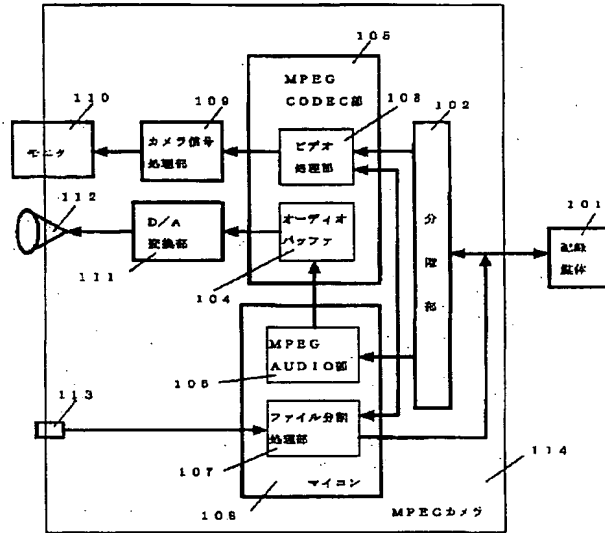 105
MPEG
CODEC部
103
102
110
109
モニタ
カメラ信号
処理部
ビデオ
処理部
112
D/A
変換部
111
オーディオ
バッファ
104
分離部
101
記録
媒体
MPEG
AUDIO部
106
113
ファイル分割
処理部
107
マイコン
108
114
MPEGカメラ